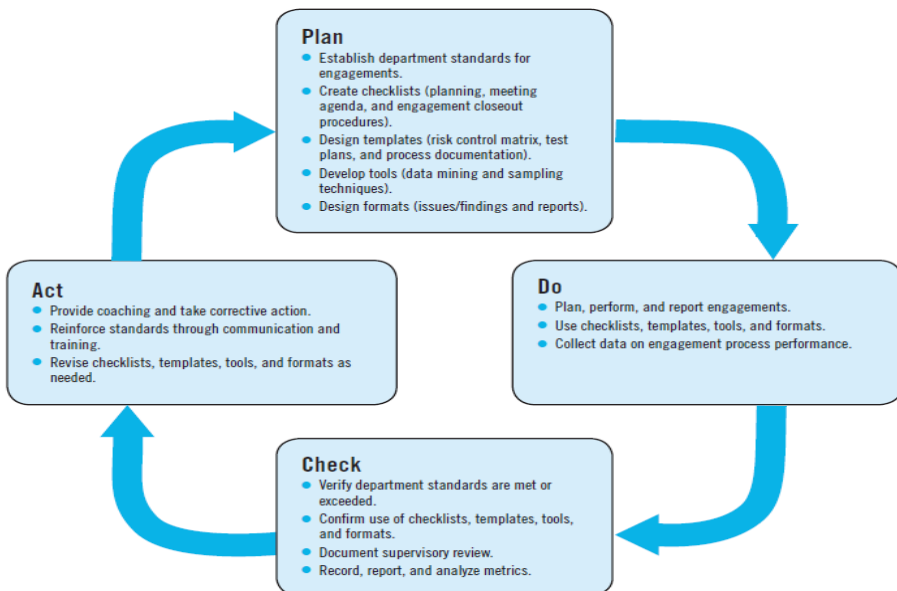 Plan
● Establish department standards for
engagements.
● Create checklists (planning, meeting
agenda, and engagement closeout
procedures).
● Design templates (risk control matrix, test
plans, and process documentation).
● Develop tools (data mining and sampling
techniques).
● Design formats (issues/findings and reports).
Act
● Provide coaching and take corrective action.
● Reinforce standards through communication and
training.
● Revise checklists, templates, tools, and formats as
needed.
Do
● Plan, perform, and report engagements.
● Use checklists, templates, tools, and formats.
● Collect data on engagement process performance.
Check
● Verify department standards are met or
exceeded.
● Confirm use of checklists, templates, tools,
and formats.
● Document supervisory review.
● Record, report, and analyze metrics.